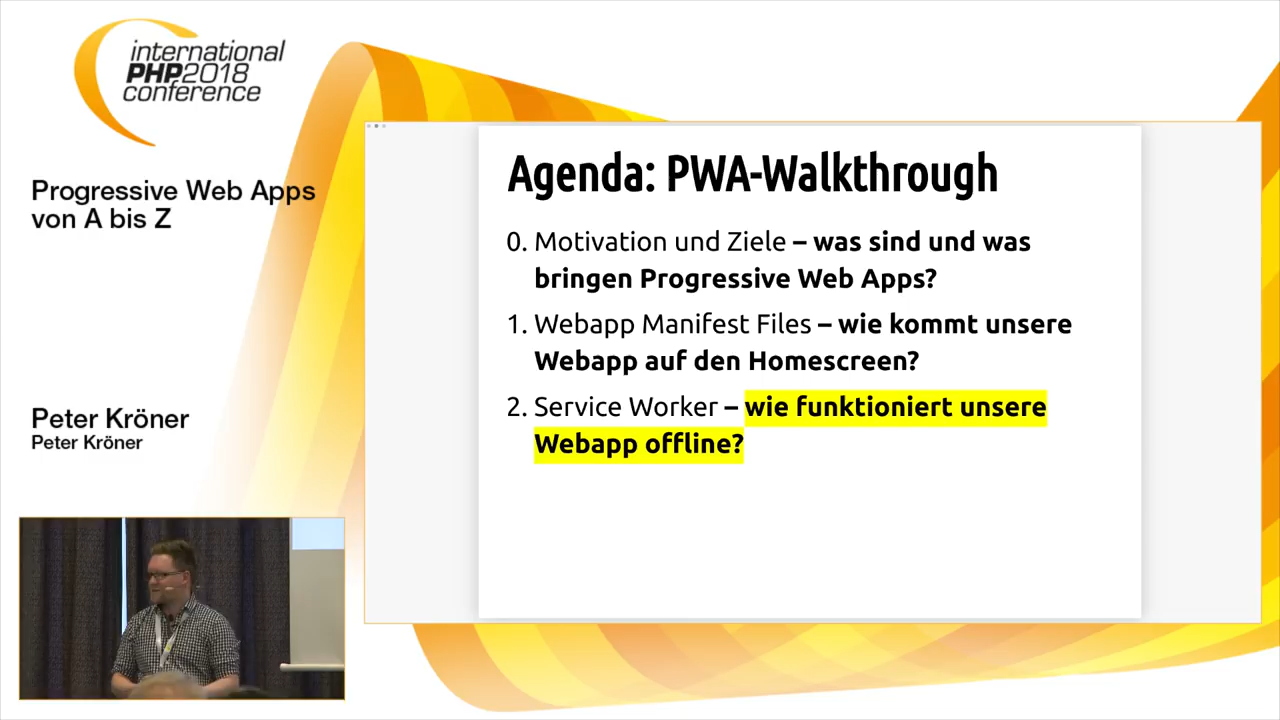 international
PHP2018
conference
Progressive Web Apps
von A bis Z
Peter Kröner
Peter Kröner
Agenda: PWA-Walkthrough
0. Motivation und Ziele – was sind und was
bringen Progressive Web Apps?
1. Webapp Manifest Files – wie kommt unsere
Webapp auf den Homescreen?
2. Service Worker – wie funktioniert unsere
Webapp offline?